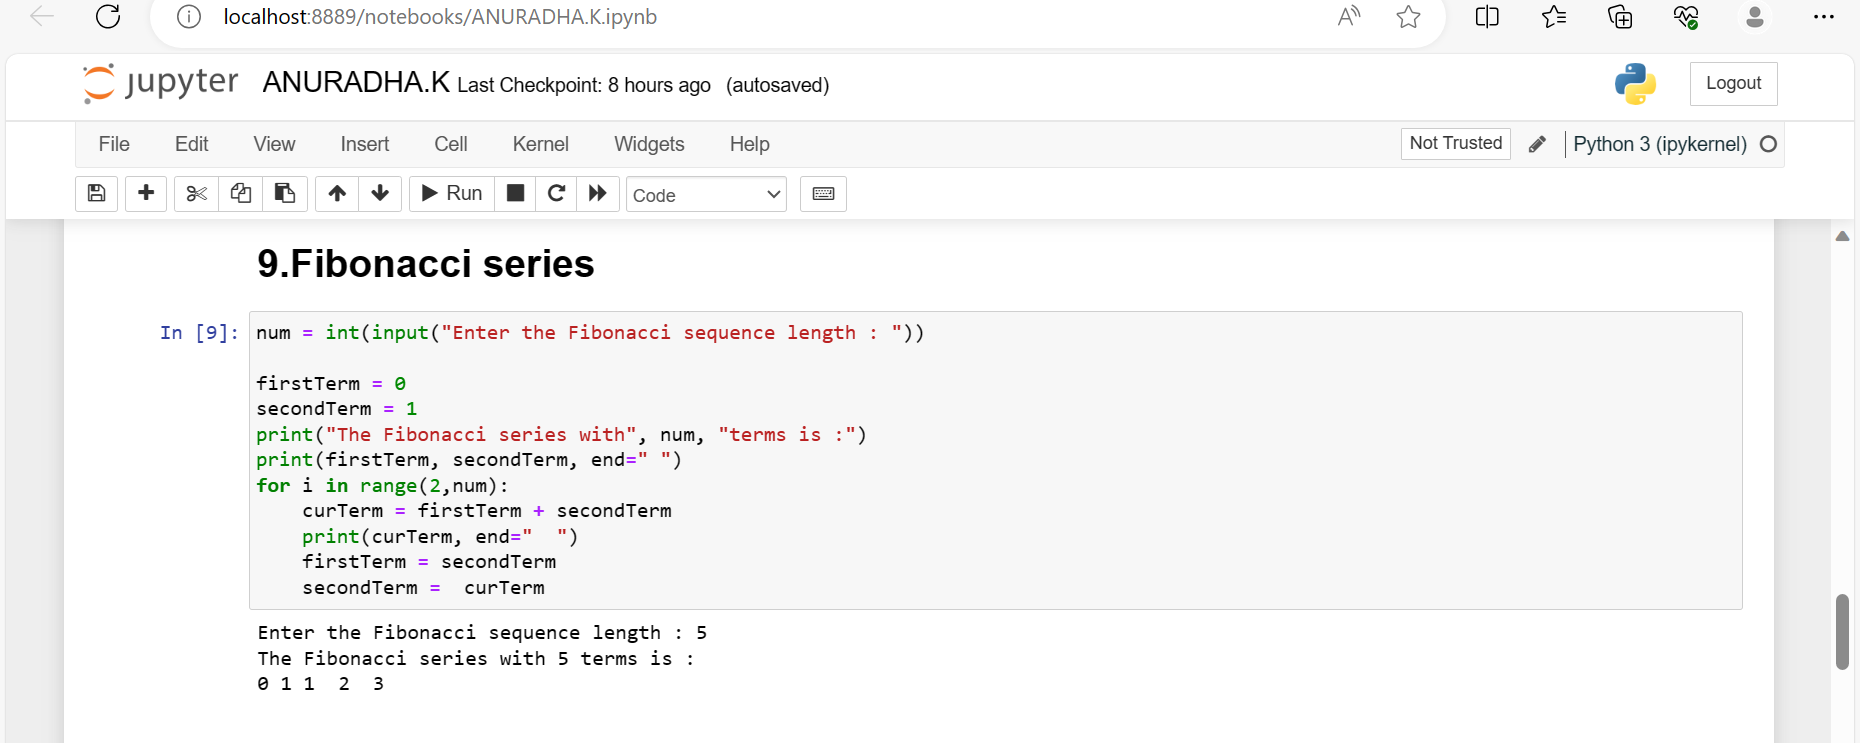 localhost:8889/notebooks/ANURADHA.K.ipynb
jupyter ANURADHA.K Last Checkpoint: 8 hours ago (autosaved)
Logout
File Edit View Insert Cell Kernel Widgets Help
Not Trusted Python 3 (ipykernel)
Run Code
9.Fibonacci series
In [9]: num = int(input("Enter the Fibonacci sequence length : "))
firstTerm = 0
secondTerm = 1
print("The Fibonacci series with", num, "terms is :")
print(firstTerm, secondTerm, end=" ")
for i in range(2,num):
    curTerm = firstTerm + secondTerm
    print(curTerm, end="  ")
    firstTerm = secondTerm
    secondTerm =  curTerm
Enter the Fibonacci sequence length : 5
The Fibonacci series with 5 terms is :
0 1 1  2  3